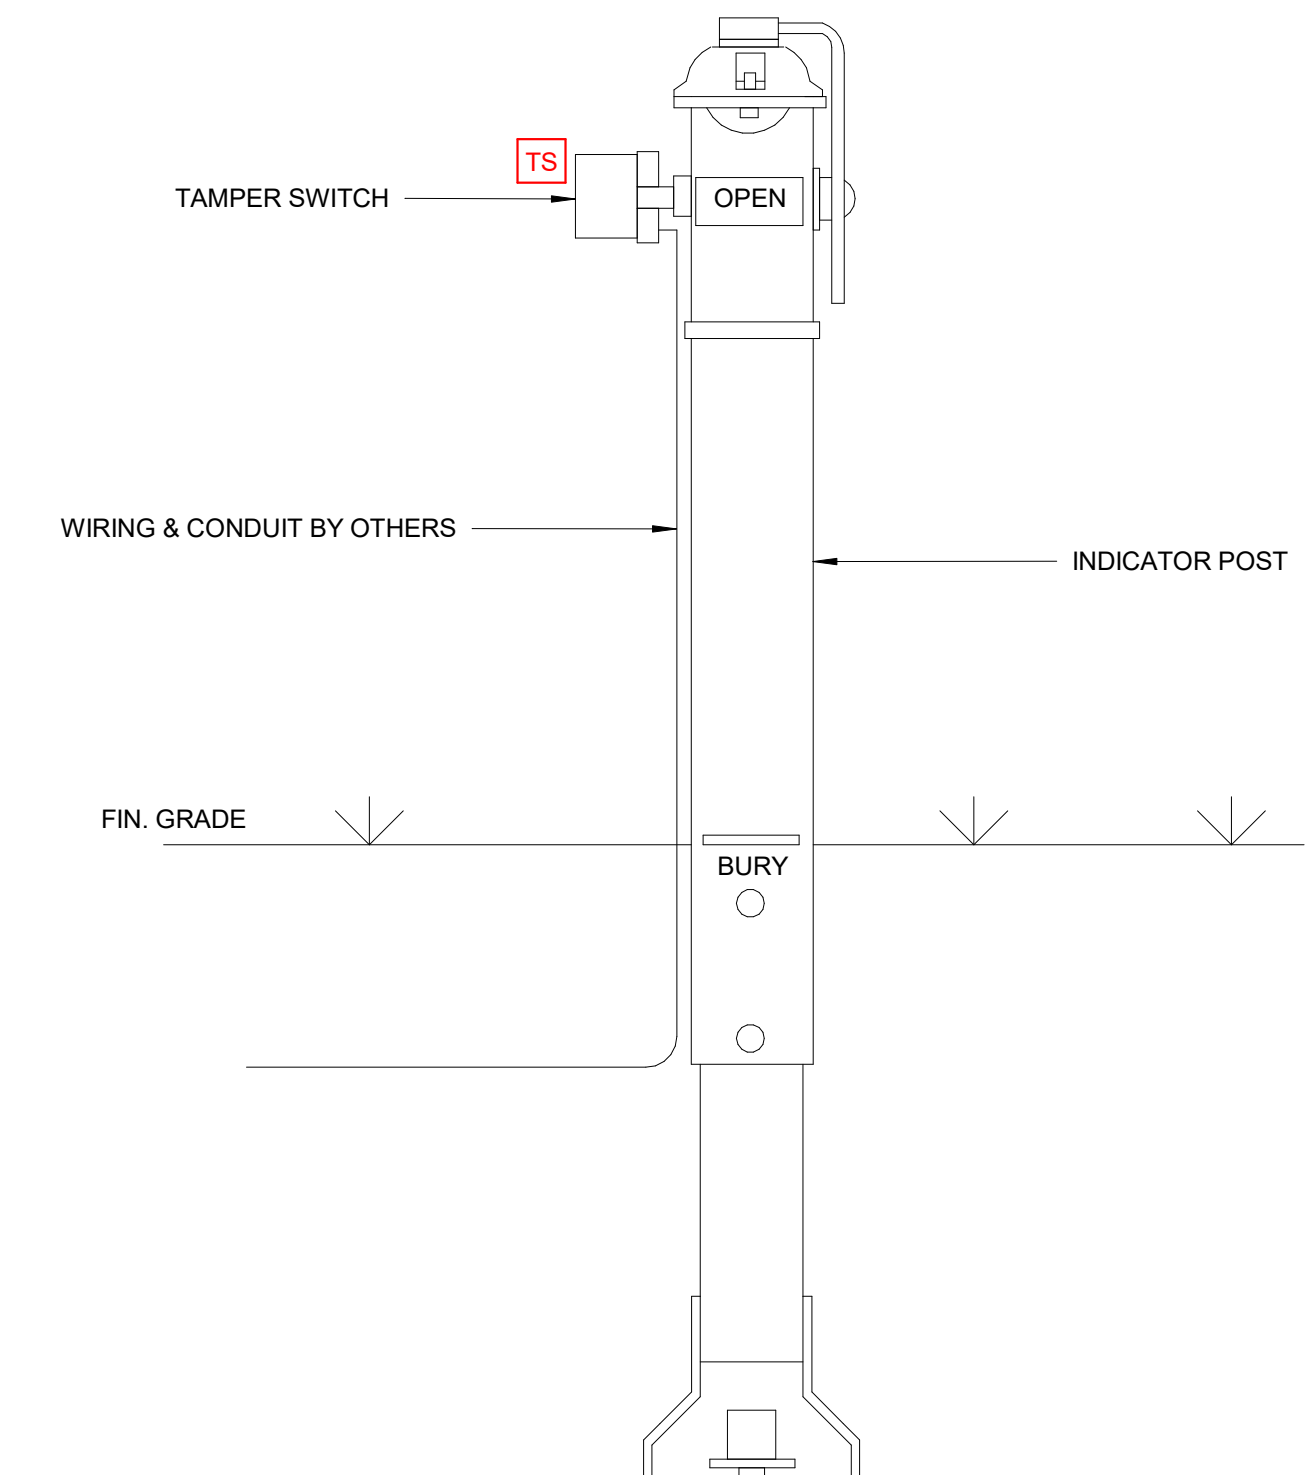 TS
TAMPER SWITCH
OPEN
WIRING & CONDUIT BY OTHERS
INDICATOR POST
FIN. GRADE
BURY